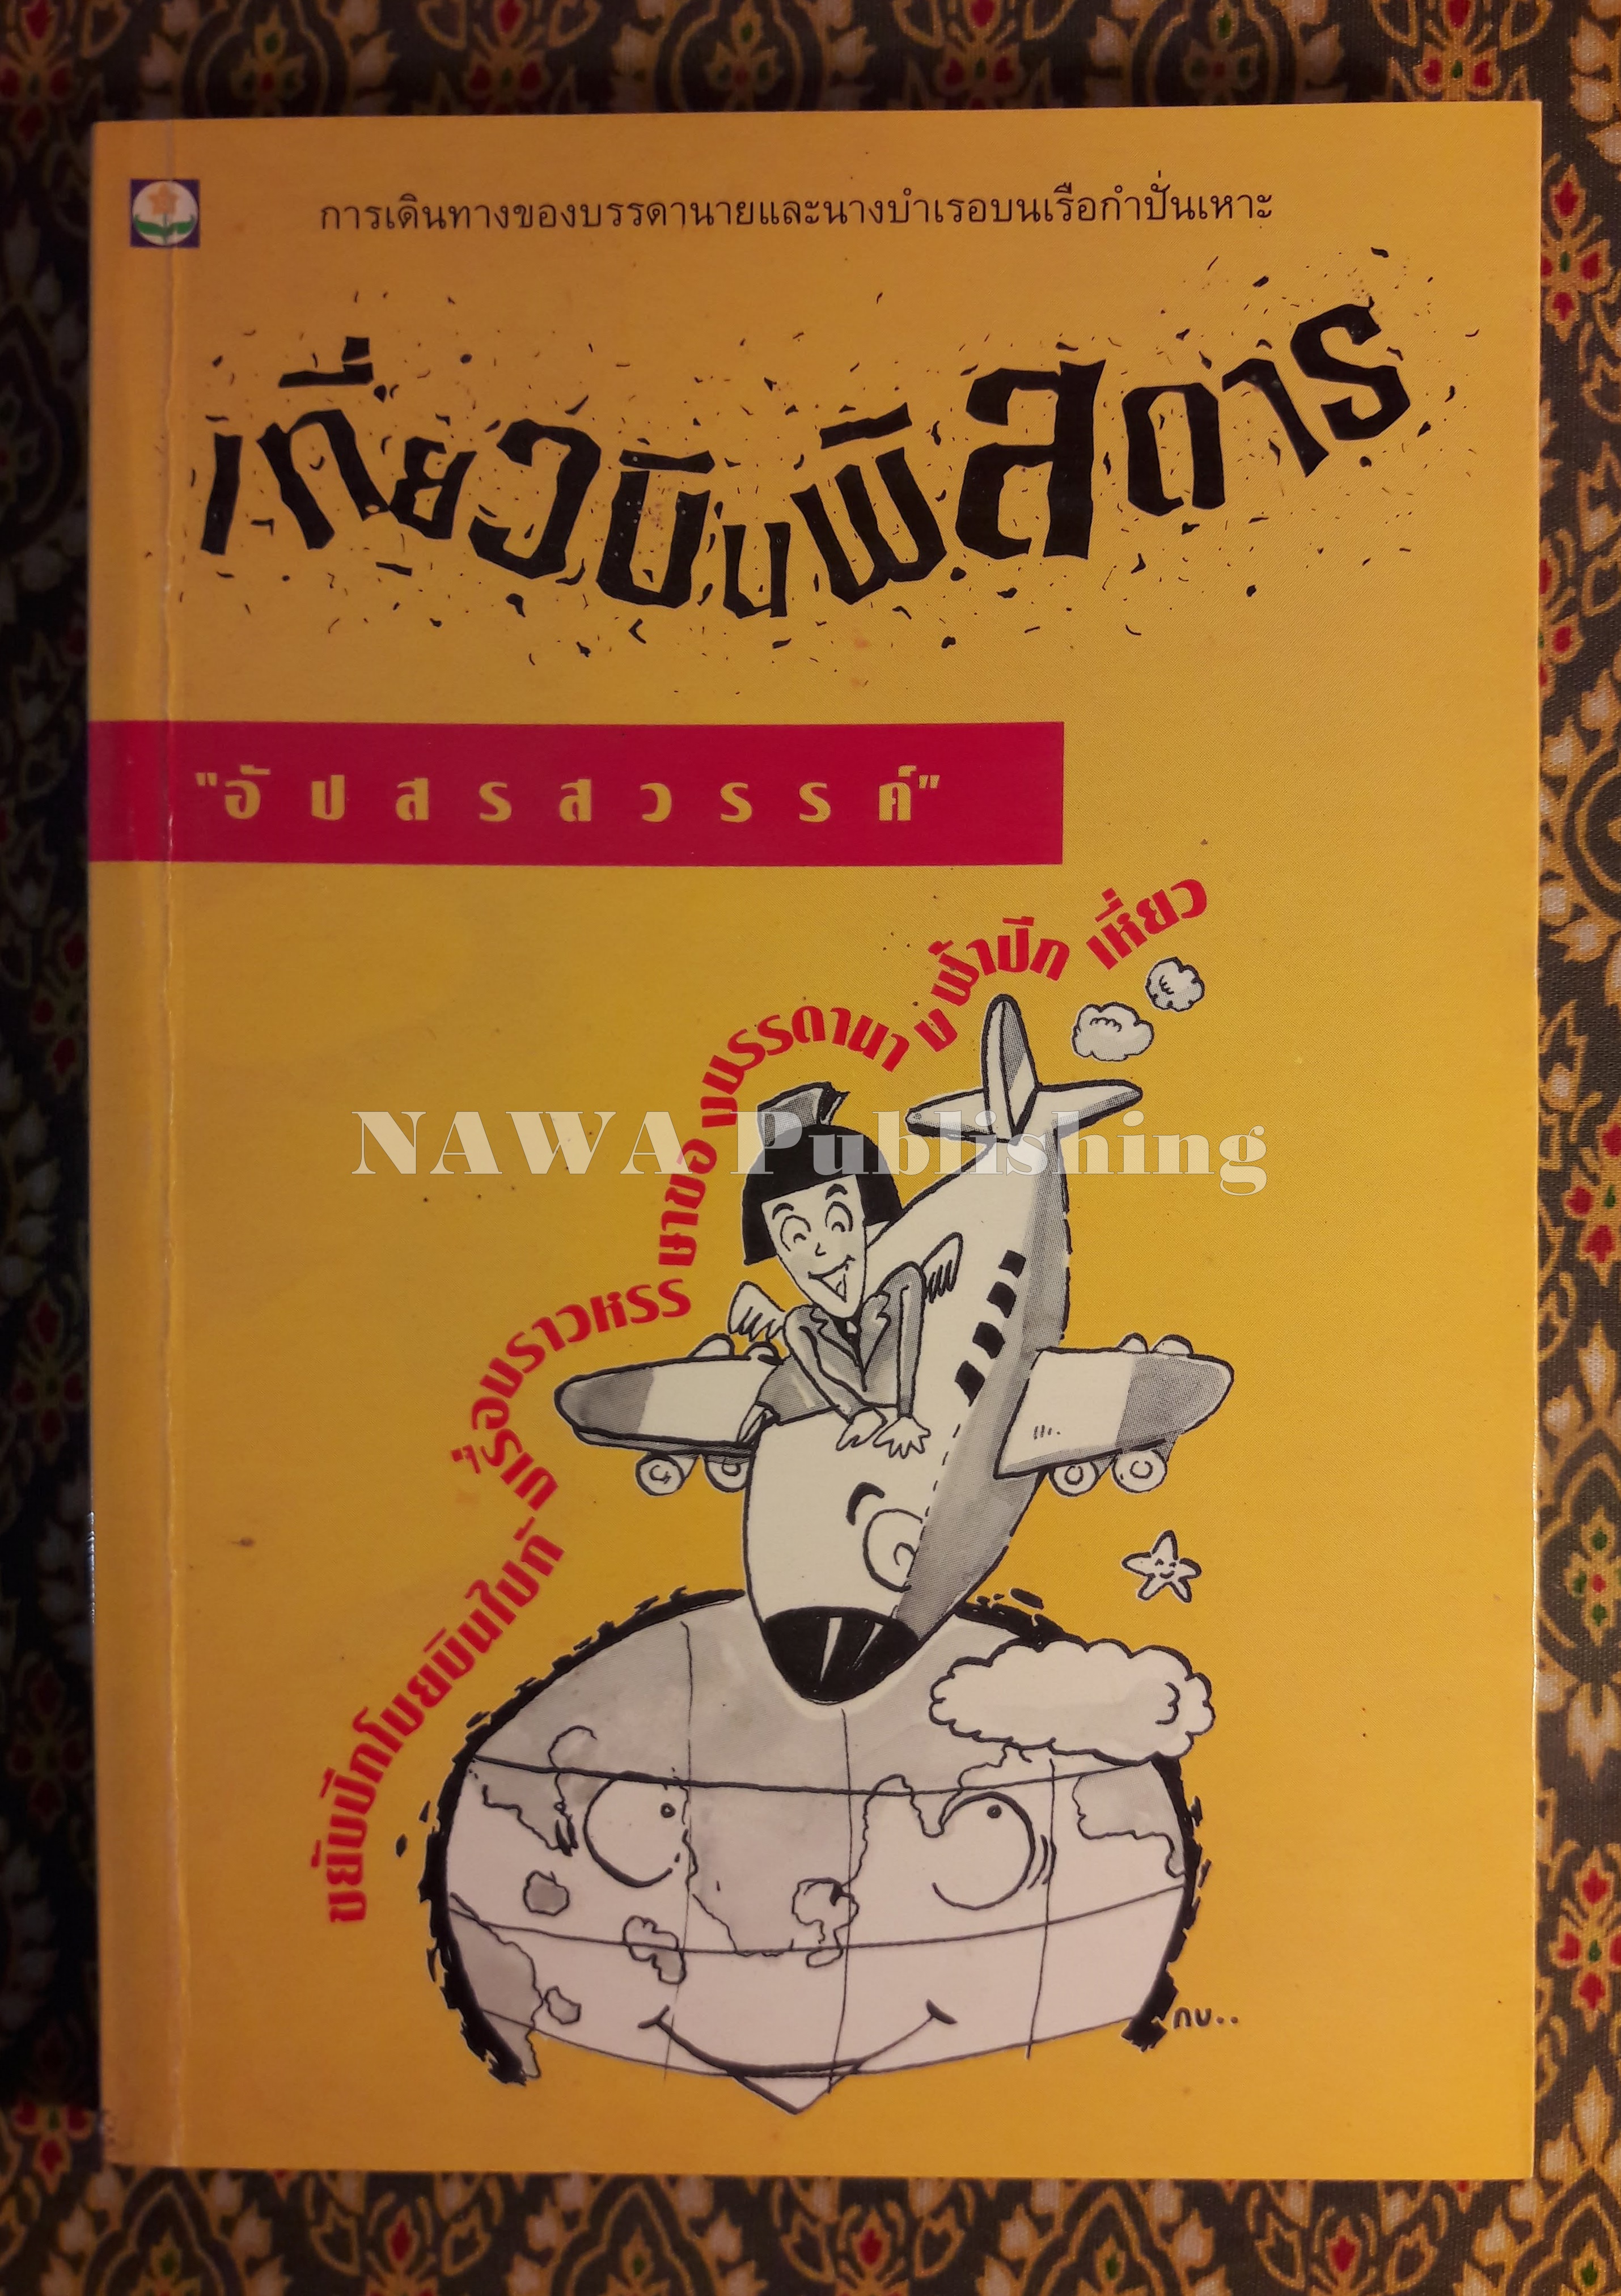 การเดินทางของบรรดานายและนางบำเรอบนเรือกำปั่นเหาะ
เที่ยวบินพิสดาร
"อัปสรสวรรค์"
ขยับปีกโบยบินไปกับเรื่องราวหรรษาของบรรดานางฟ้าปีกเหี่ยว
NAWA Publishing
กบ..